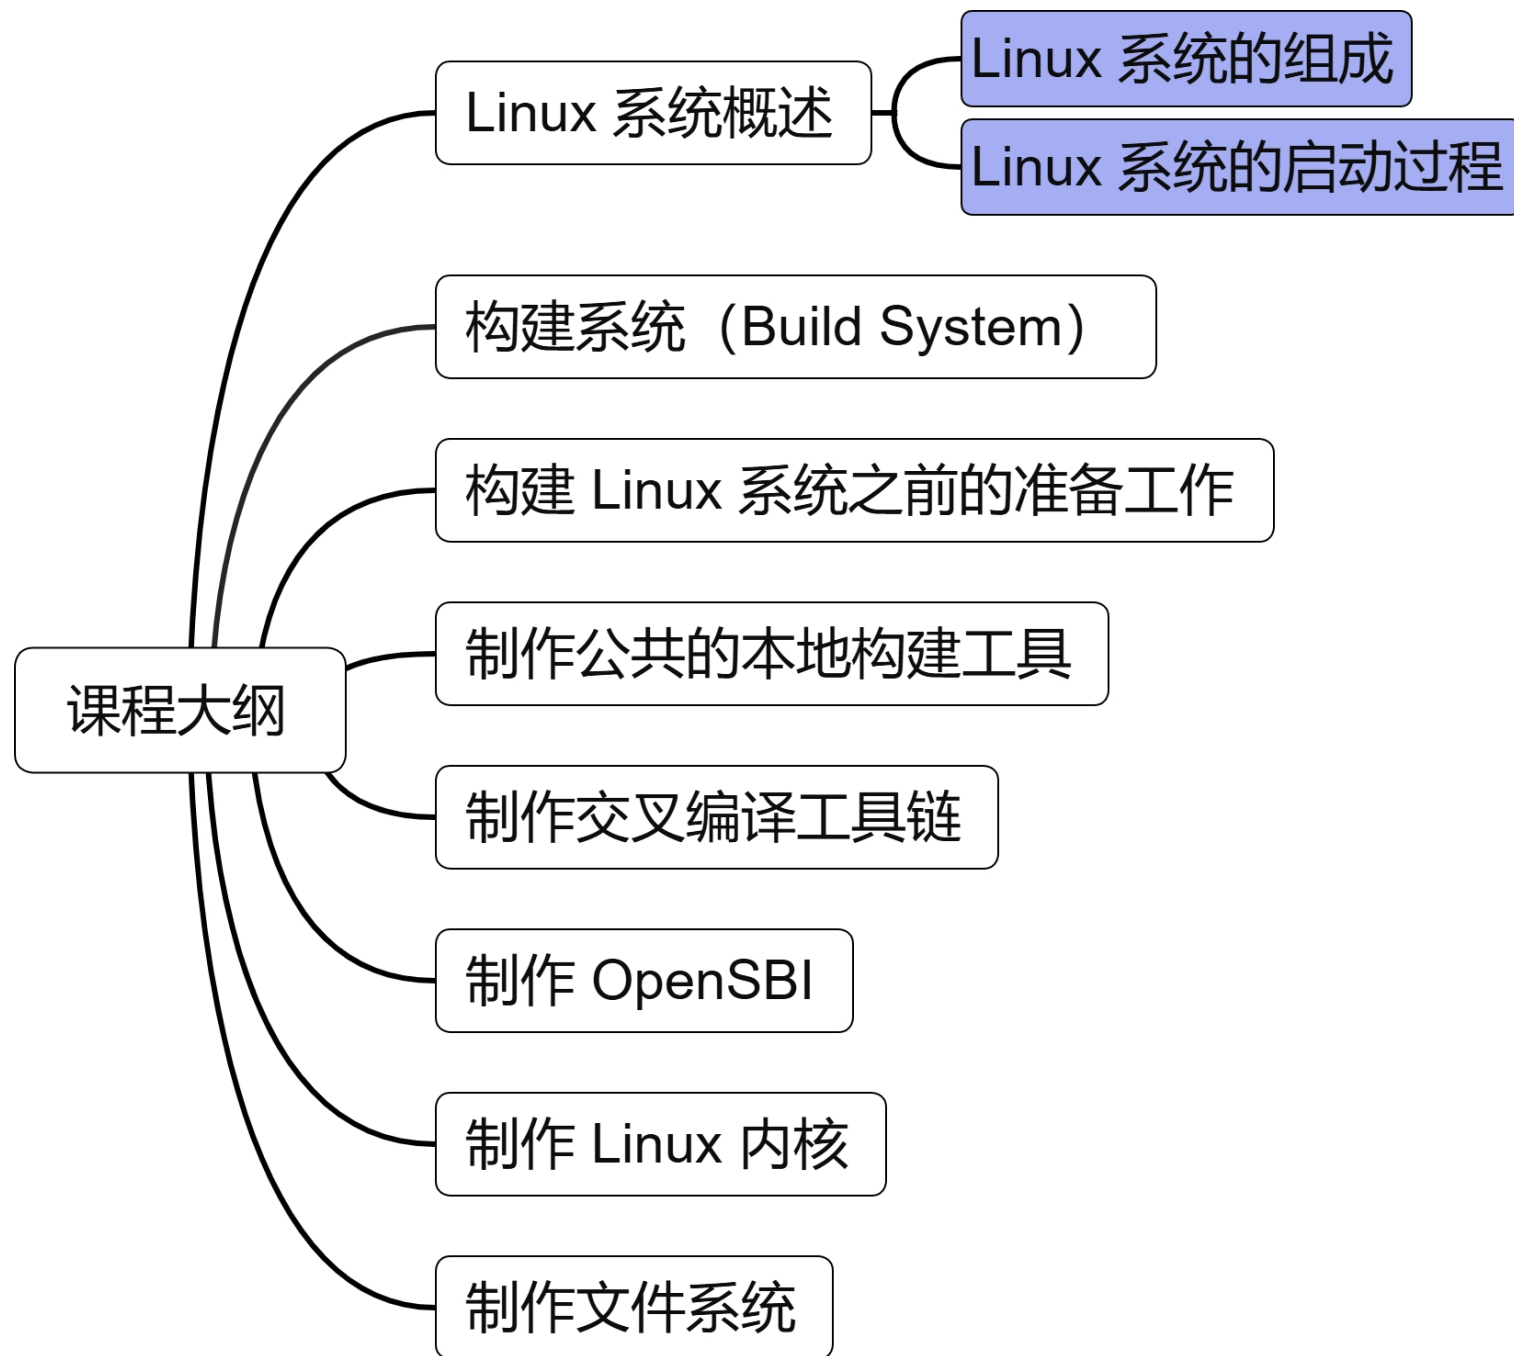 课程大纲
Linux 系统概述
Linux 系统的组成
Linux 系统的启动过程
构建系统（Build System）
构建 Linux 系统之前的准备工作
制作公共的本地构建工具
制作交叉编译工具链
制作 OpenSBI
制作 Linux 内核
制作文件系统